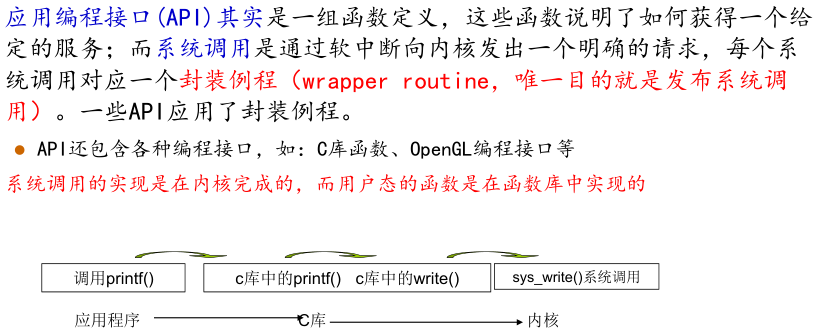 应用编程接口(API)其实是一组函数定义，这些函数说明了如何获得一个给
定的服务；而系统调用是通过软中断向内核发出一个明确的请求，每个系
统调用对应一个封装例程（wrapper routine，唯一目的就是发布系统调
用）。一些API应用了封装例程。
API还包含各种编程接口，如：C库函数、OpenGL编程接口等
系统调用的实现是在内核完成的，而用户态的函数是在函数库中实现的
调用printf() c库中的printf() c库中的write() sys_write()系统调用
应用程序 C库 内核